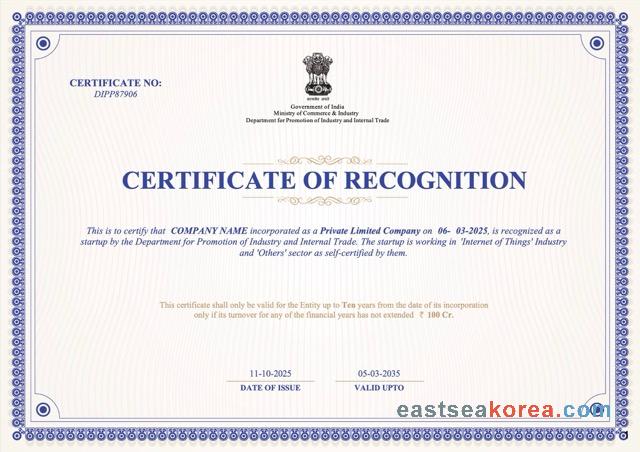 CERTIFICATE NO:
DIPP87906
सत्यमेव जयते
Government of India
Ministry of Commerce & Industry
Department for Promotion of Industry and Internal Trade
CERTIFICATE OF RECOGNITION
This is to certify that COMPANY NAME incorporated as a Private Limited Company on 06- 03-2025, is recognized as a
startup by the Department for Promotion of Industry and Internal Trade. The startup is working in 'Internet of Things' Industry
and 'Others' sector as self-certified by them.
This certificate shall only be valid for the Entity up to Ten years from the date of its incorporation
only if its turnover for any of the financial years has not extended ₹ 100 Cr.
11-10-2025
05-03-2035
DATE OF ISSUE
VALID UPTO
eastseakorea.com